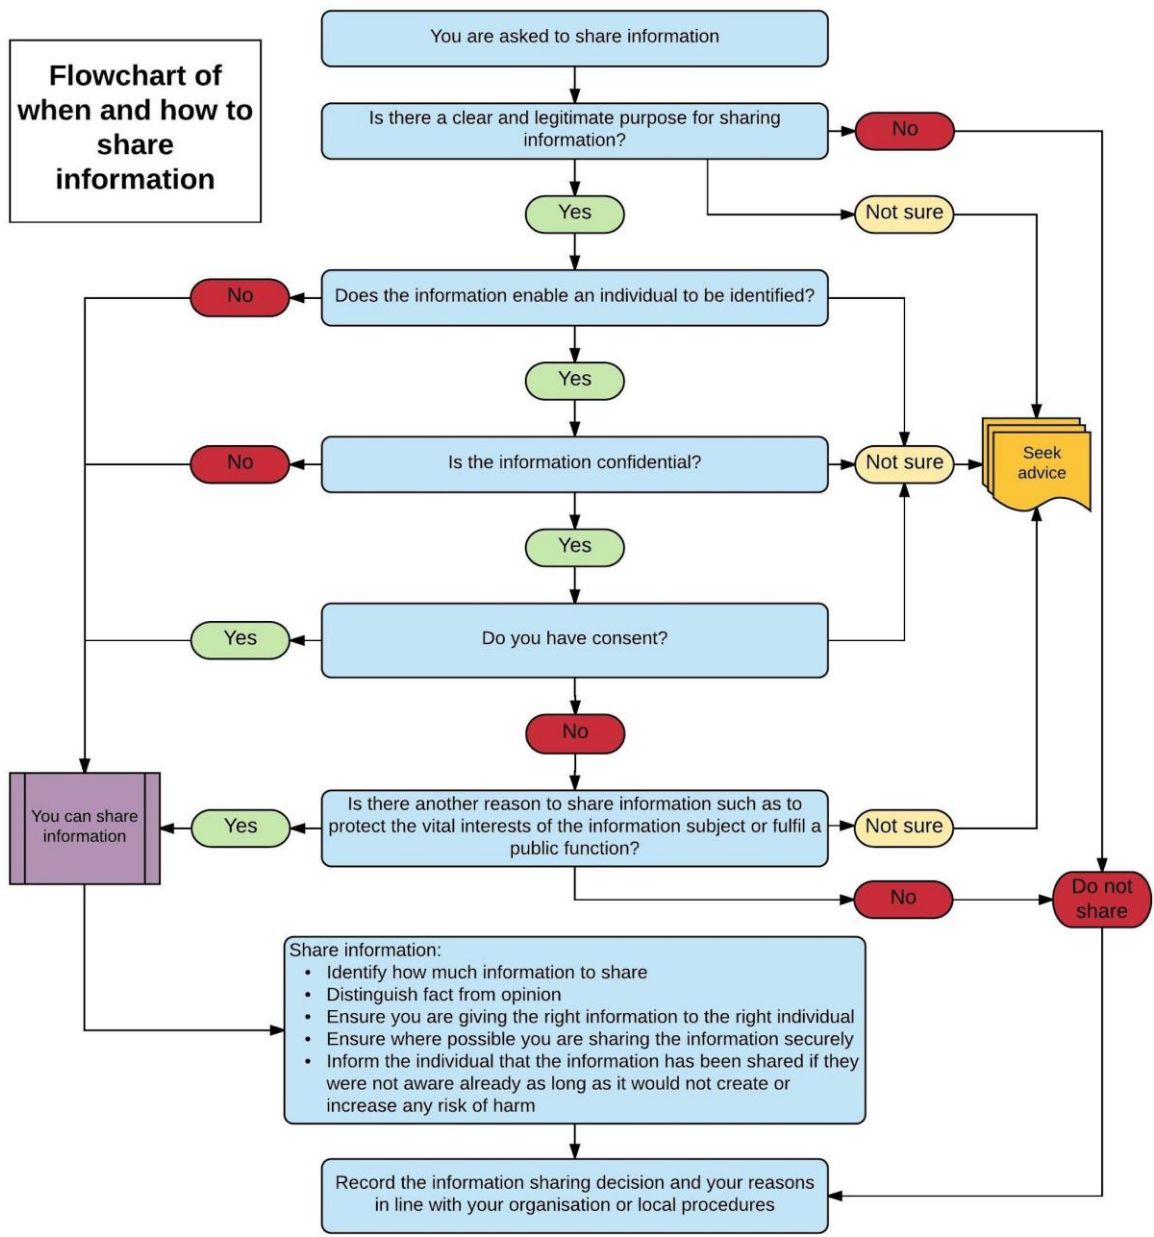 Flowchart of
when and how to
share
information
You are asked to share information
Is there a clear and legitimate purpose for sharing
information?
No
Yes
Not sure
No
Does the information enable an individual to be identified?
Yes
No
Is the information confidential?
Not sure
Seek
advice
Yes
Yes
Do you have consent?
No
You can share
information
Yes
Is there another reason to share information such as to
protect the vital interests of the information subject or fulfil a
public function?
Not sure
No
Do not
share
Share information:
• Identify how much information to share
• Distinguish fact from opinion
• Ensure you are giving the right information to the right individual
• Ensure where possible you are sharing the information securely
• Inform the individual that the information has been shared if they
were not aware already as long as it would not create or
increase any risk of harm
Record the information sharing decision and your reasons
in line with your organisation or local procedures